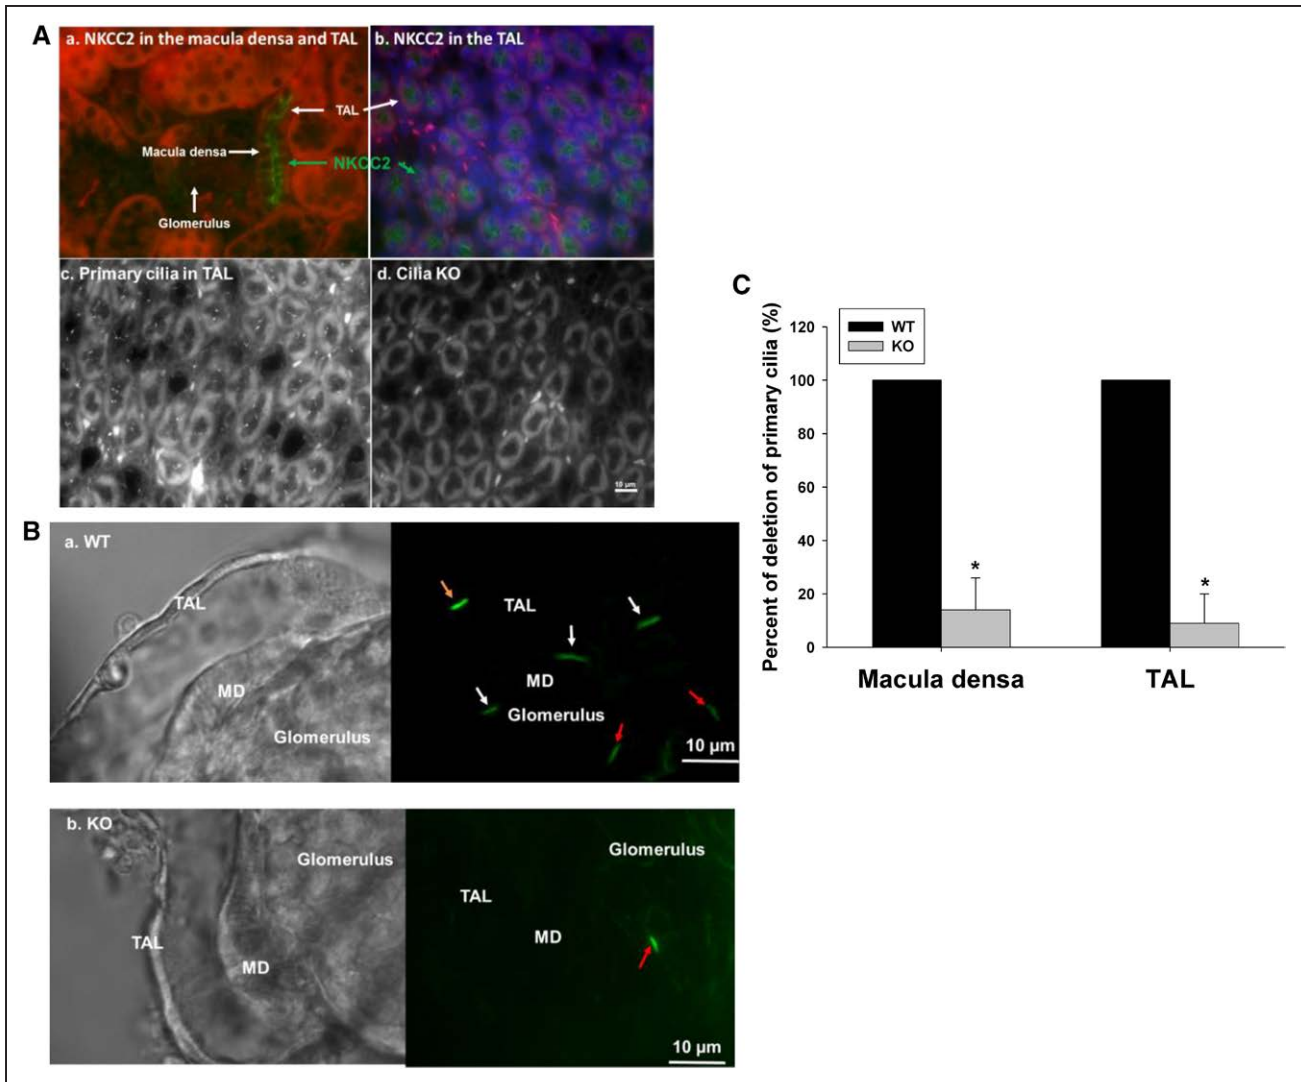 A
a. NKCC2 in the macula densa and TAL
b. NKCC2 in the TAL
TAL
Macula densa
NKCC2
Glomerulus
c. Primary cilia in TAL
d. Cilia KO
10 µm
B
a. WT
TAL
MD
Glomerulus
TAL
MD
Glomerulus
10 µm
b. KO
Glomerulus
TAL
MD
Glomerulus
TAL
MD
10 µm
C
Percent of deletion of primary cilia (%)
120
100
80
60
40
20
0
WT
KO
*
*
Macula densa
TAL